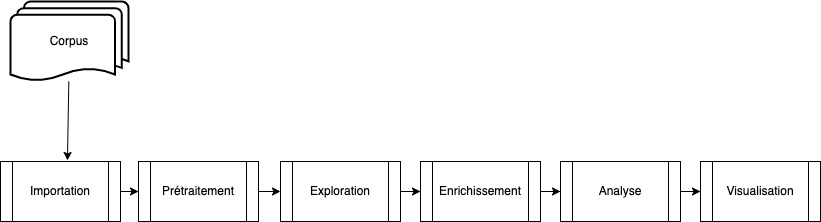 Corpus
Importation
Prétraitement
Exploration
Enrichissement
Analyse
Visualisation